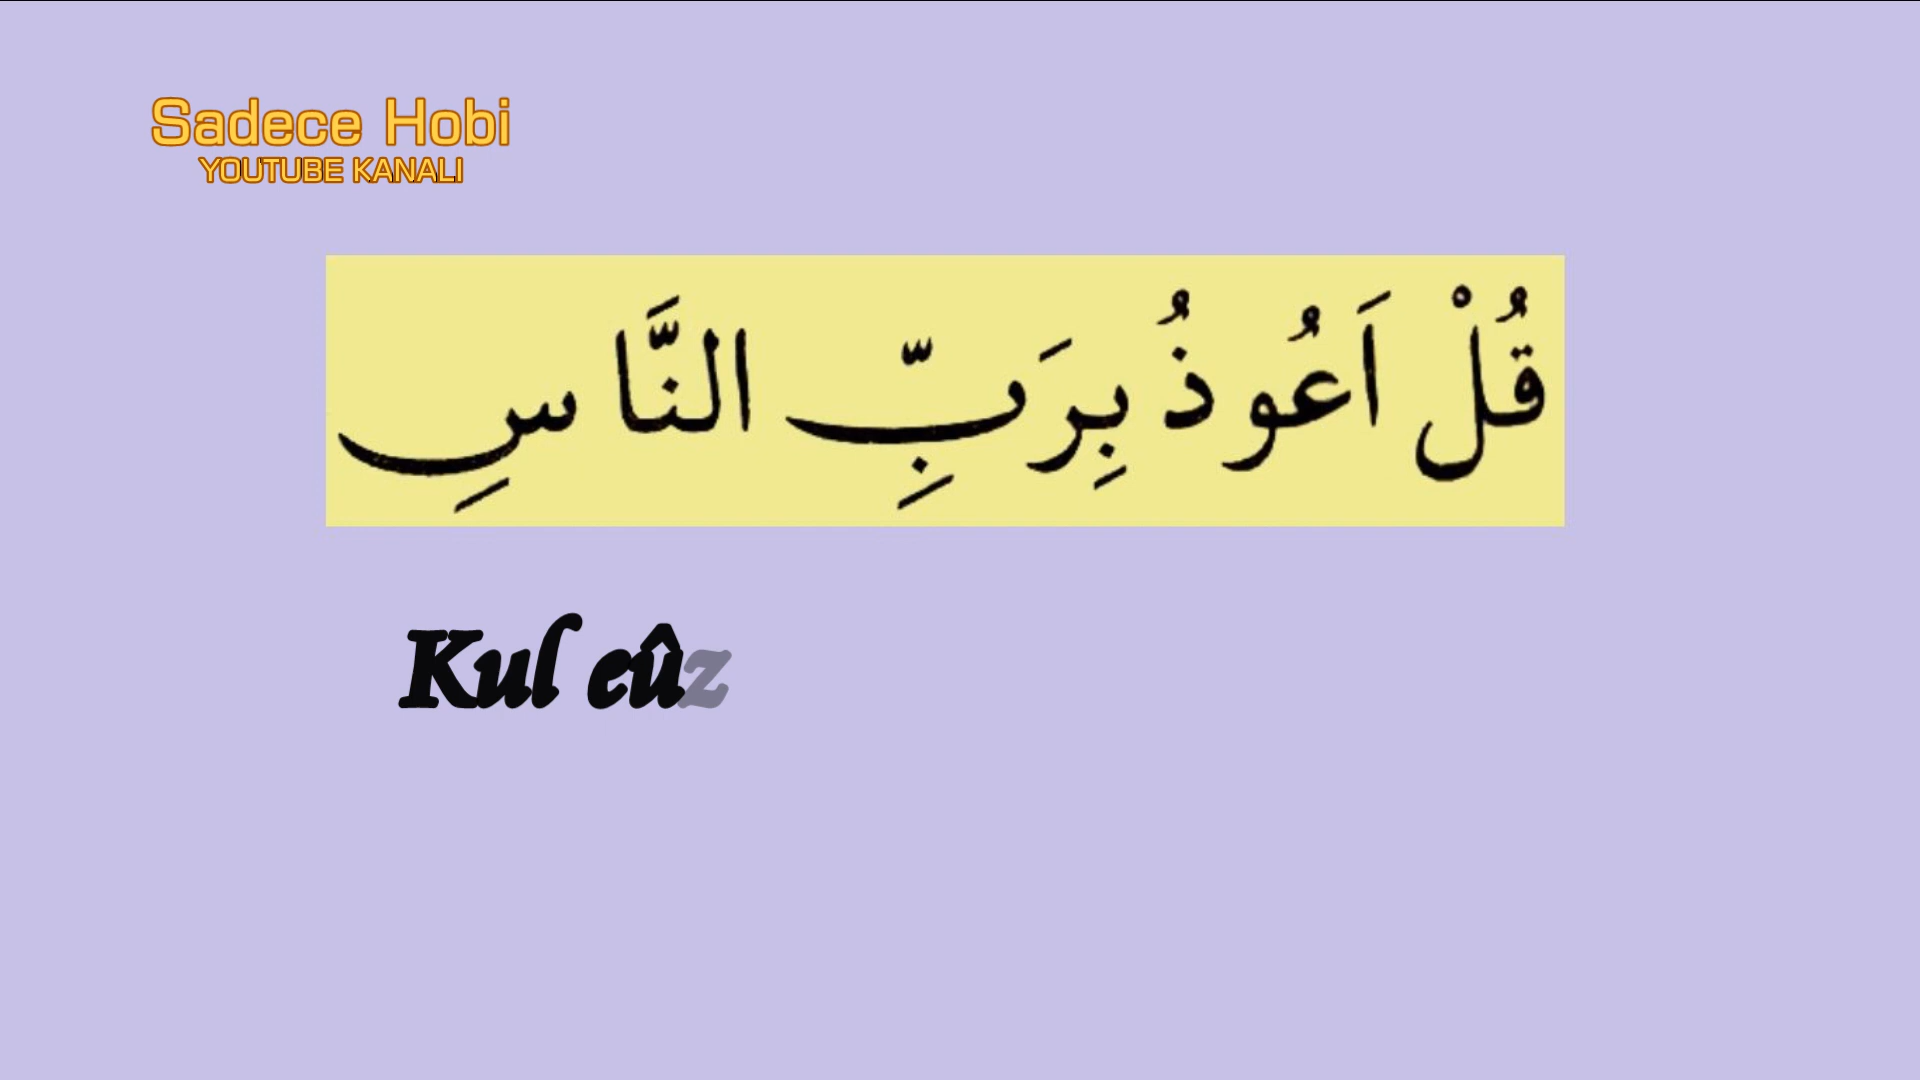 Sadece Hobi
YOUTUBE KANALI
قُلْ اَعُوذُ بِرَبِّ النَّاسِ
Kul eûz